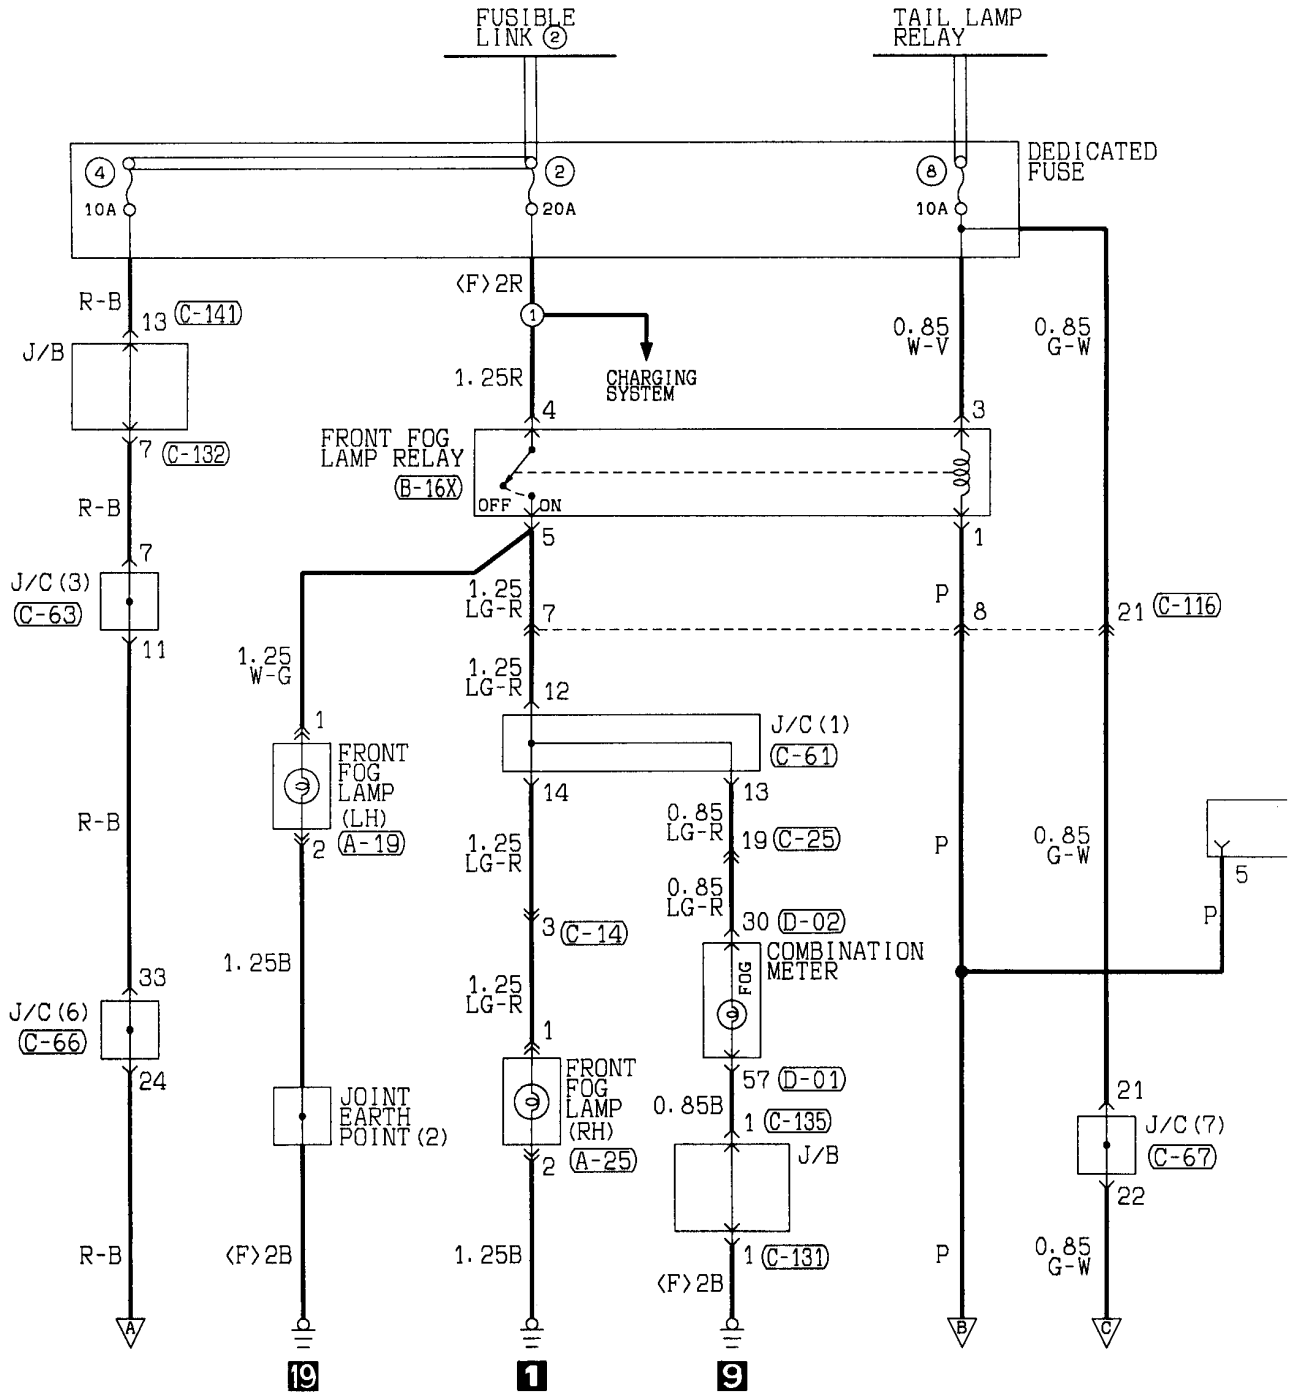 FUSIBLE
LINK ②
TAIL LAMP
RELAY
DEDICATED
FUSE
4
2
8
10A
20A
10A
<F>2R
R-B
13 C-141
1
0.85
W-V
0.85
G-W
J/B
CHARGING
SYSTEM
1.25R
4
3
7 C-132
FRONT FOG
LAMP RELAY
B-16X
OFF
ON
R-B
5
1
7
J/C(3)
C-63
1.25
LG-R
7
P
8
21 C-116
11
1.25
W-G
1.25
LG-R
12
1
J/C(1)
C-61
FRONT
FOG
LAMP
(LH)
A-19
14
13
R-B
2
1.25
LG-R
0.85
LG-R
19 C-25
P
0.85
G-W
5
0.85
LG-R
3 C-14
30 D-02
P
1.25B
COMBINATION
METER
FOG
33
1.25
LG-R
J/C(6)
C-66
1
24
FRONT
FOG
LAMP
(RH)
A-25
57 D-01
21
JOINT
EARTH
POINT(2)
0.85B
1 C-135
J/C(7)
C-67
J/B
2
22
R-B
<F>2B
1.25B
1 C-131
P
0.85
G-W
<F>2B
A
B
C
19
1
9